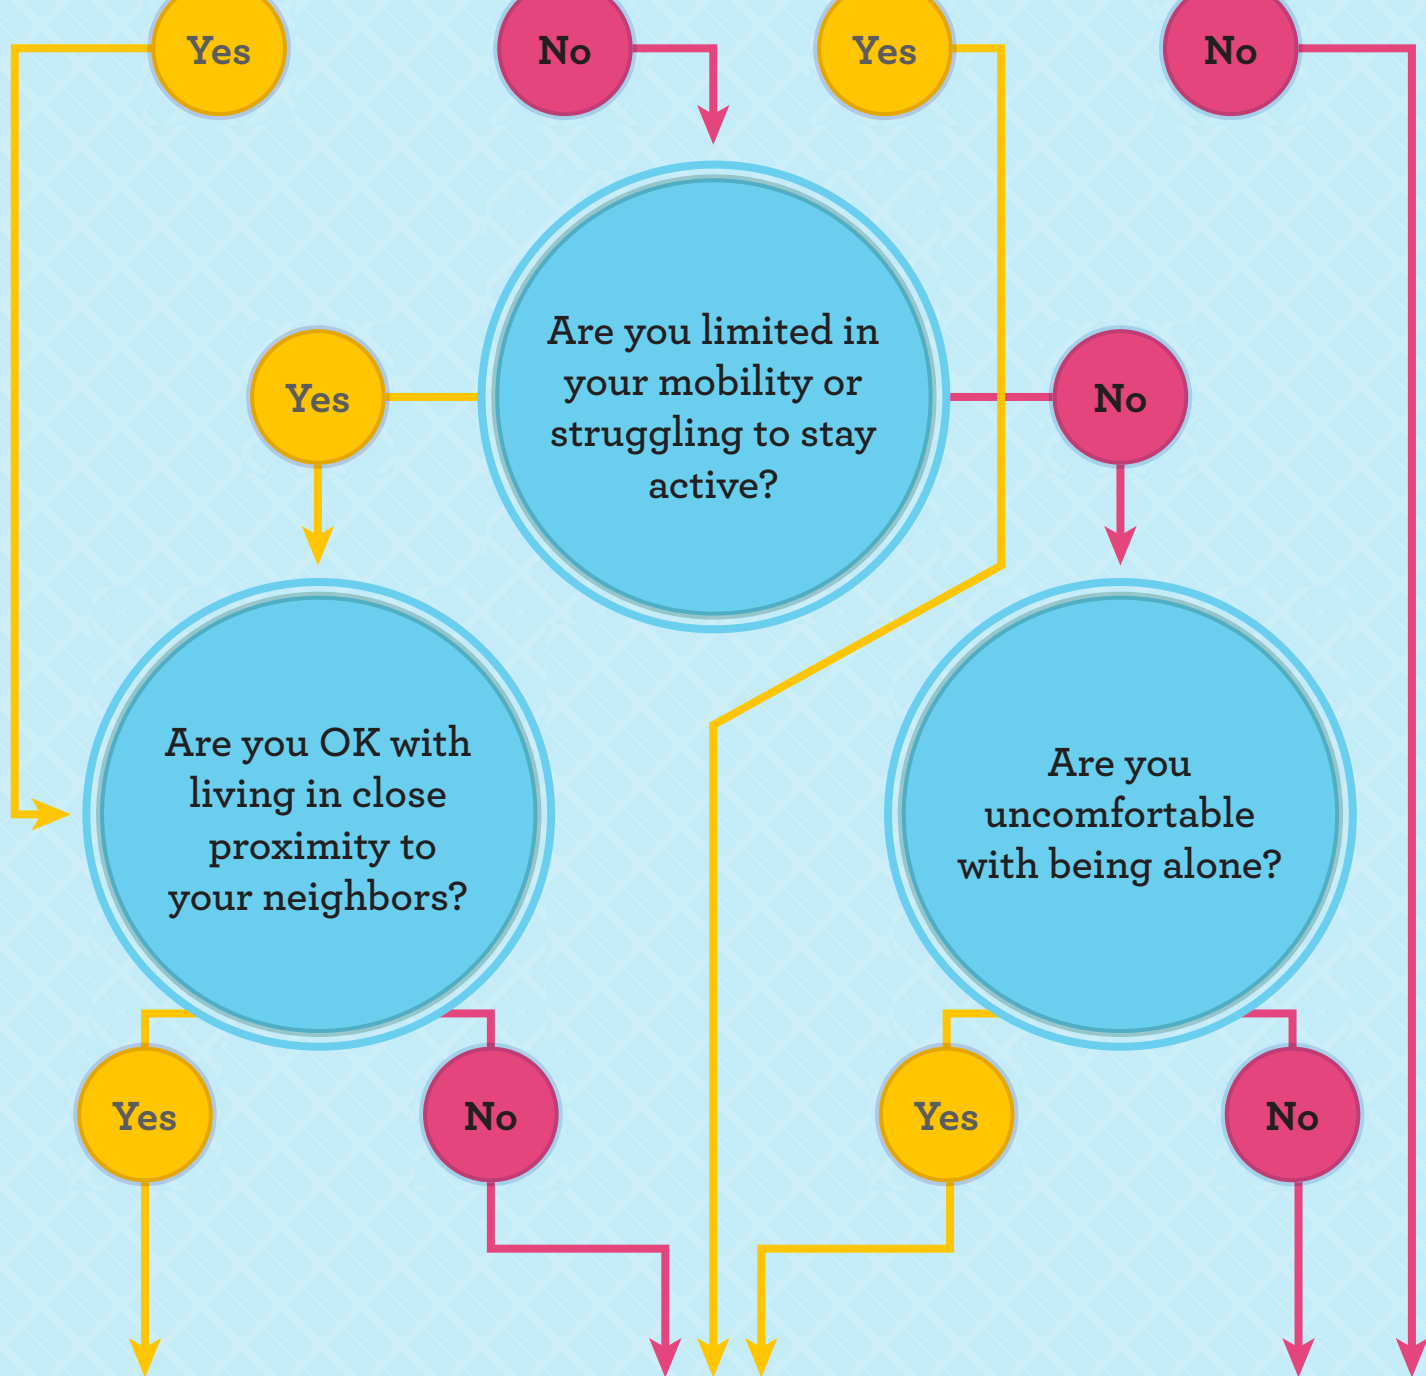 Yes
No
Yes
No
Are you limited in
your mobility or
struggling to stay
active?
Yes
No
Are you OK with
living in close
proximity to
your neighbors?
Are you
uncomfortable
with being alone?
Yes
No
Yes
No